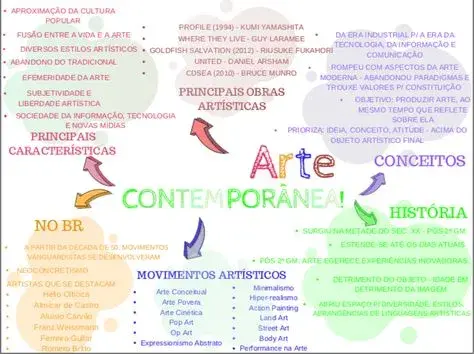 APROXIMAÇÃO DA CULTURA
POPULAR
FUSÃO ENTRE A VIDA E A ARTE
DIVERSOS ESTILOS ARTÍSTICOS
ABANDONO DO TRADICIONAL
EFEMERIDADE DA ARTE
SUBJETIVIDADE E
LIBERDADE ARTÍSTICA
SOCIEDADE DA INFORMAÇÃO, TECNOLOGIA
E NOVAS MÍDIAS
PRINCIPAIS
CARACTERÍSTICAS
PROFILE (1994) - KUMI YAMASHITA
WHERE THEY LIVE - GUY LARAMEE
GOLDFISH SALVATION (2012) - RIUSUKE FUKAHORI
UNITED - DANIEL ARSHAM
CDSEA (2010) - BRUCE MUNRO
PRINCIPAIS OBRAS
ARTÍSTICAS
DA ERA INDUSTRIAL P/ A ERA DA
TECNOLOGIA, DA INFORMAÇÃO E
COMUNICAÇÃO
ROMPEU COM ASPECTOS DA ARTE
MODERNA - ABANDONOU PARADIGMAS E
TROUXE VALORES P/ CONSTITUIÇÃO
OBJETIVO: PRODUZIR ARTE, AO
MESMO TEMPO QUE REFLETE
SOBRE ELA
PRIORIZA: IDEIA, CONCEITO, ATITUDE - ACIMA DO
OBJETO ARTÍSTICO FINAL
CONCEITOS
Arte
CONTEMPORÂNEA!
NO BR
A PARTIR DA DÉCADA DE 50, MOVIMENTOS
VANGUARDISTAS SE DESENVOLVERAM
NEOCONCRETISMO
ARTISTAS QUE SE DESTACAM
Hélio Oiticica
Amilcar de Castro
Aluísio Carvão
Franz Weissmann
Ferreira Gullar
Romero Britto
MOVIMENTOS ARTÍSTICOS
Arte Conceitual
Arte Povera
Arte Cinética
Pop Art
Op Art
Expressionismo Abstrato
Minimalismo
Hiper-realismo
Action Painting
Land Art
Street Art
Body Art
Performance na Arte
HISTÓRIA
SURGIU NA METADE DO SEC. XX - PÓS 2ª GM
ESTENDE-SE ATÉ OS DIAS ATUAIS
PÓS 2ª GM: ARTE EGERECE EXPERIÊNCIAS INOVADORAS
DETRIMENTO DO OBJETO - IDADE EM
DETRIMENTO DA IMAGEM
ABRIU ESPAÇO P/ DIVERSIDADE, ESTILOS,
ABRANGÊNCIAS DE LINGUAGENS ARTÍSTICAS